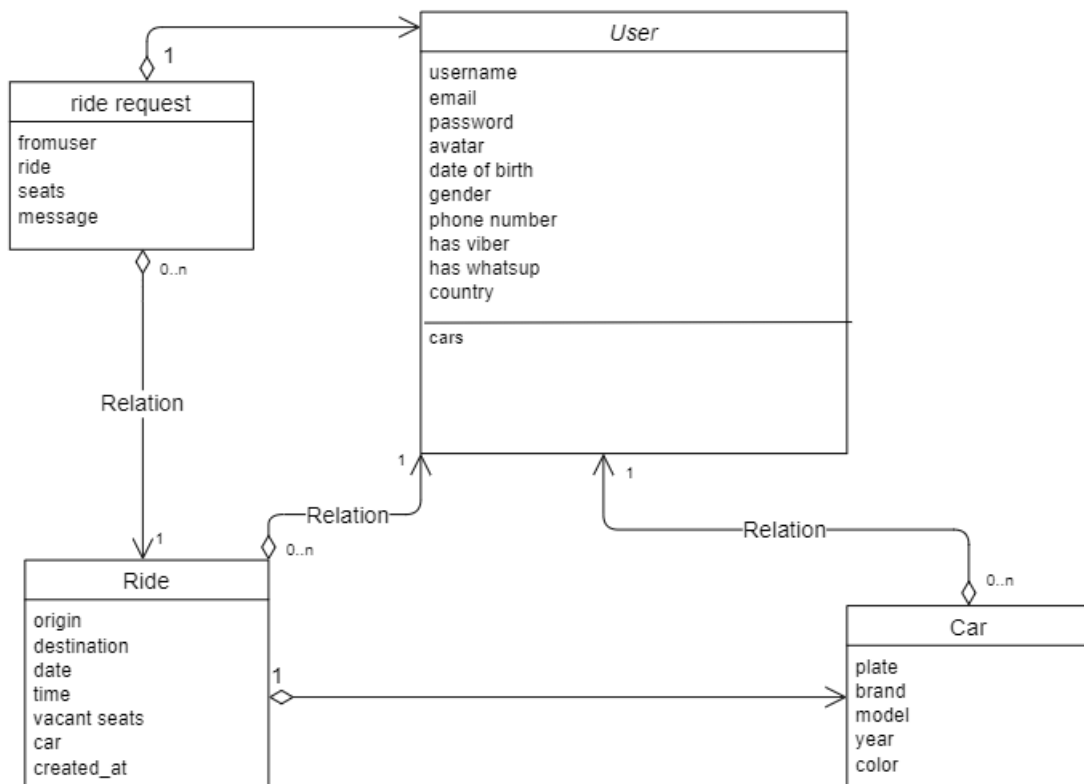 User
username
email
password
avatar
date of birth
gender
phone number
has viber
has whatsup
country
cars
1
ride request
fromuser
ride
seats
message
0..n
Relation
1
1
Relation
0..n
1
Relation
0..n
Ride
origin
destination
date
time
vacant seats
car
created_at
1
Car
plate
brand
model
year
color